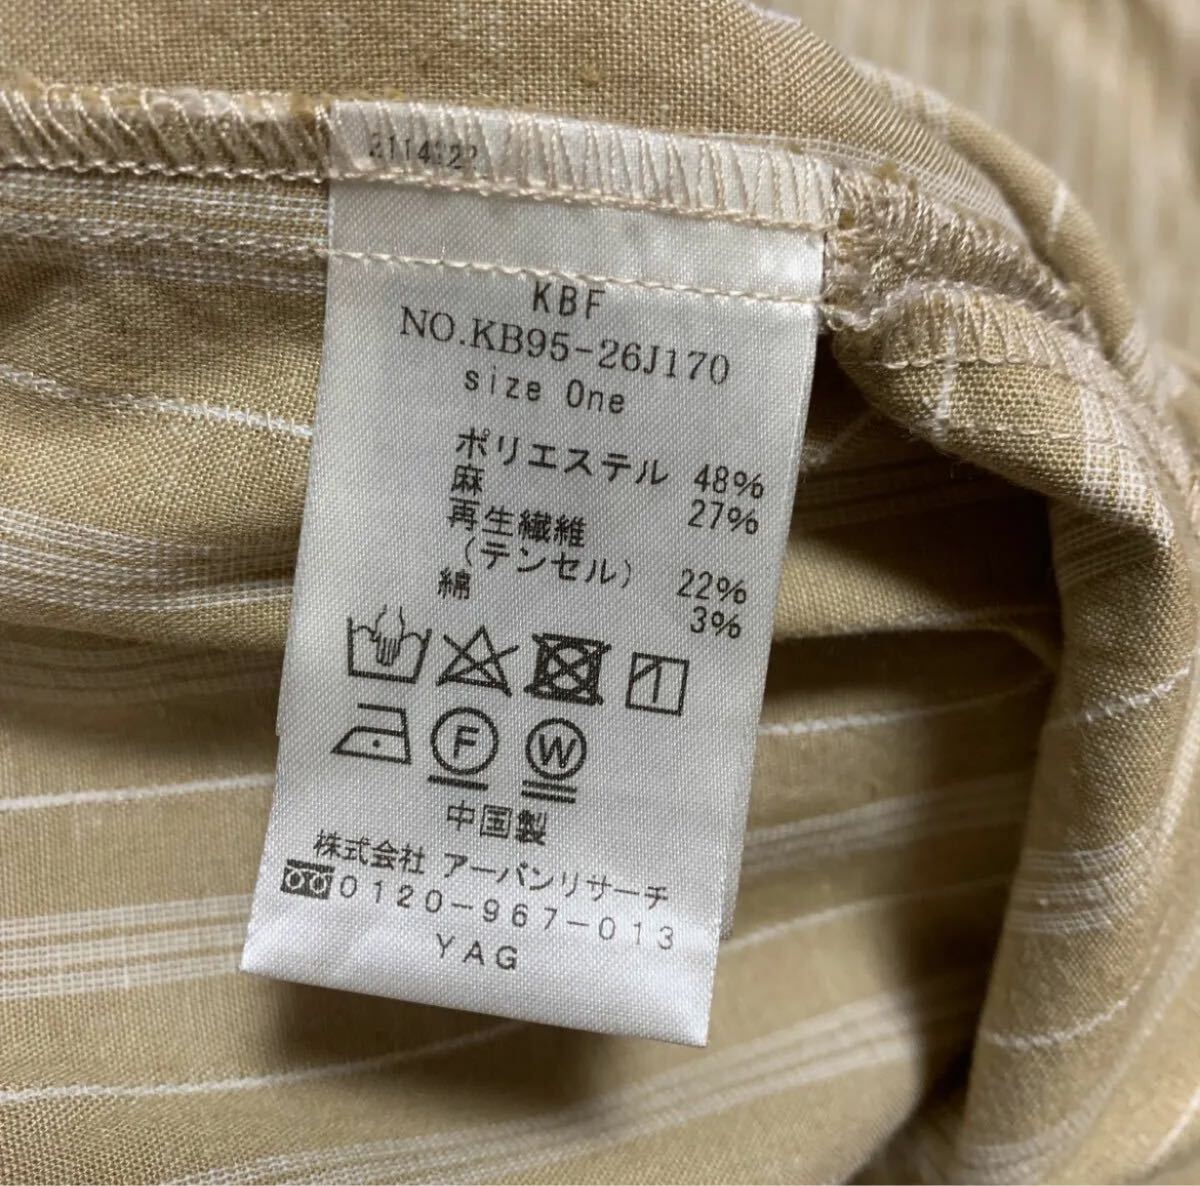 KBF
NO.KB95-26J170
size One
ポリエステル 48%
麻 27%
再生繊維
(テンセル) 22%
綿 3%
F W
中国製
株式会社 アーバンリサーチ
0120-967-013
YAG